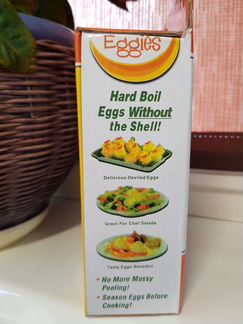 Eggies
Hard Boil
Eggs Without
the Shell!
Delicious Deviled Eggs
Great For Chef Salads
Tasty Eggs Benedict
• No More Messy
Peeling!
• Season Eggs Before
Cooking!